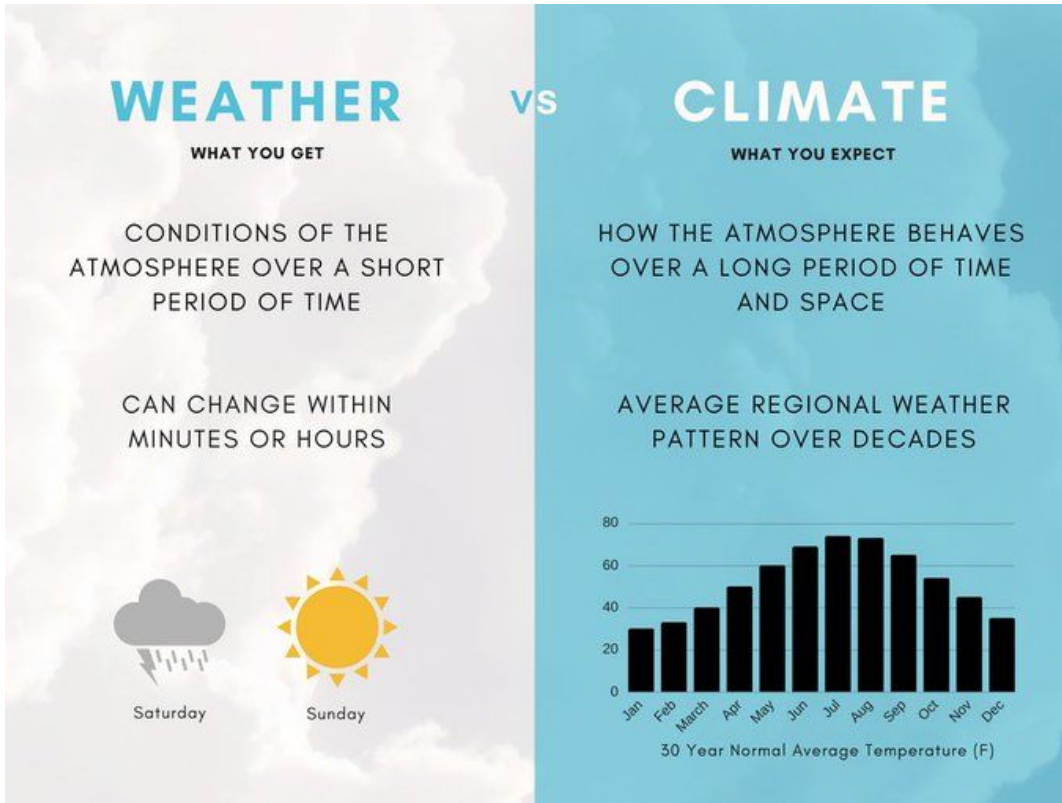 WEATHER
VS
CLIMATE
WHAT YOU GET
WHAT YOU EXPECT
CONDITIONS OF THE
ATMOSPHERE OVER A SHORT
PERIOD OF TIME
HOW THE ATMOSPHERE BEHAVES
OVER A LONG PERIOD OF TIME
AND SPACE
CAN CHANGE WITHIN
MINUTES OR HOURS
AVERAGE REGIONAL WEATHER
PATTERN OVER DECADES
Saturday
Sunday
80
60
40
20
0
Jan
Feb
March
Apr
May
Jun
Jul
Aug
Sep
Oct
Nov
Dec
30 Year Normal Average Temperature (F)